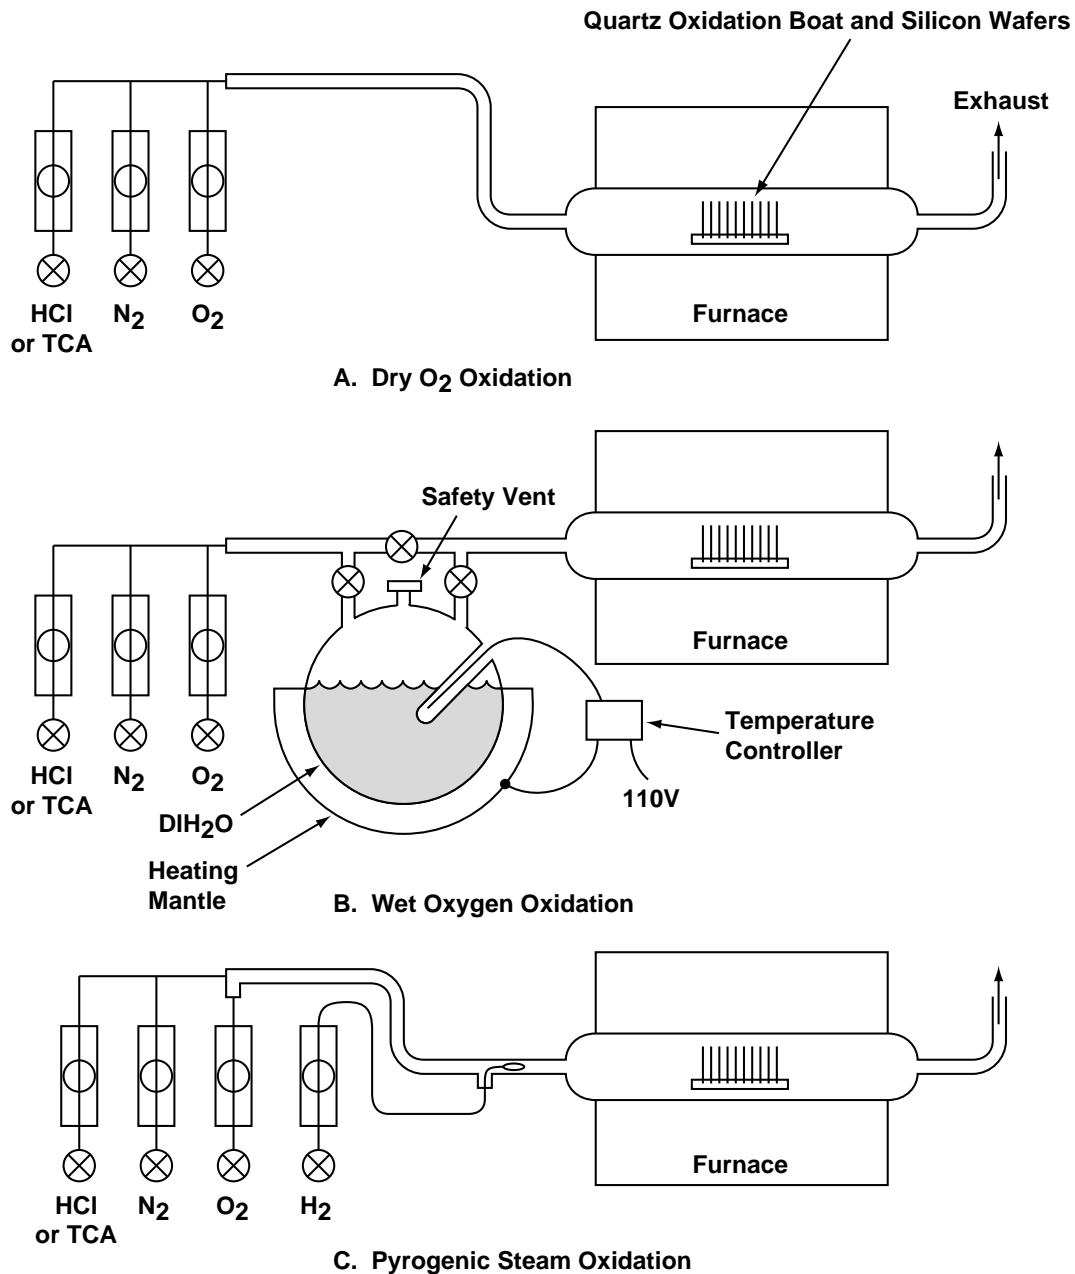 Quartz Oxidation Boat and Silicon Wafers
Exhaust
HCl
or TCA
N2
O2
Furnace
A. Dry O2 Oxidation
Safety Vent
Furnace
Temperature
Controller
110V
HCl
or TCA
N2
O2
DIH2O
Heating
Mantle
B. Wet Oxygen Oxidation
HCl
or TCA
N2
O2
H2
Furnace
C. Pyrogenic Steam Oxidation